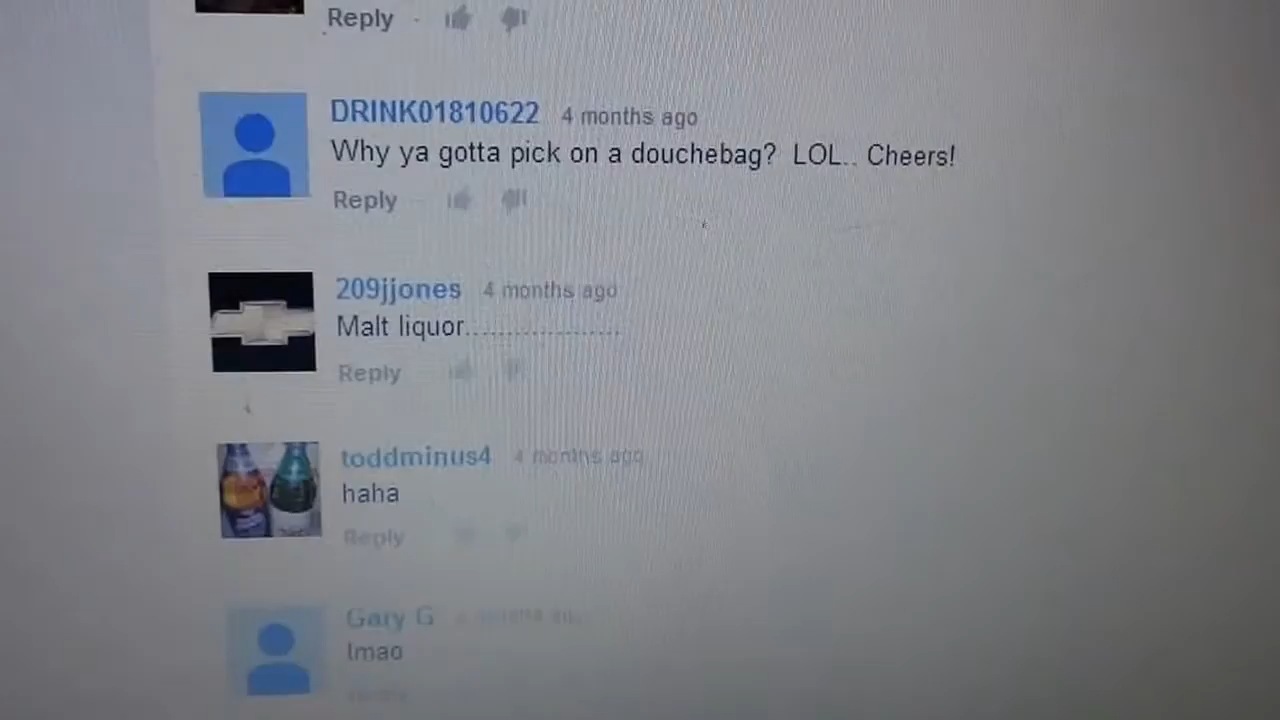 Reply
DRINK01810622 4 months ago
Why ya gotta pick on a douchebag? LOL.. Cheers!
Reply
209jjones 4 months ago
Malt liquor...................
Reply
toddminus4 4 months ago
haha
Reply
Gary G
lmao